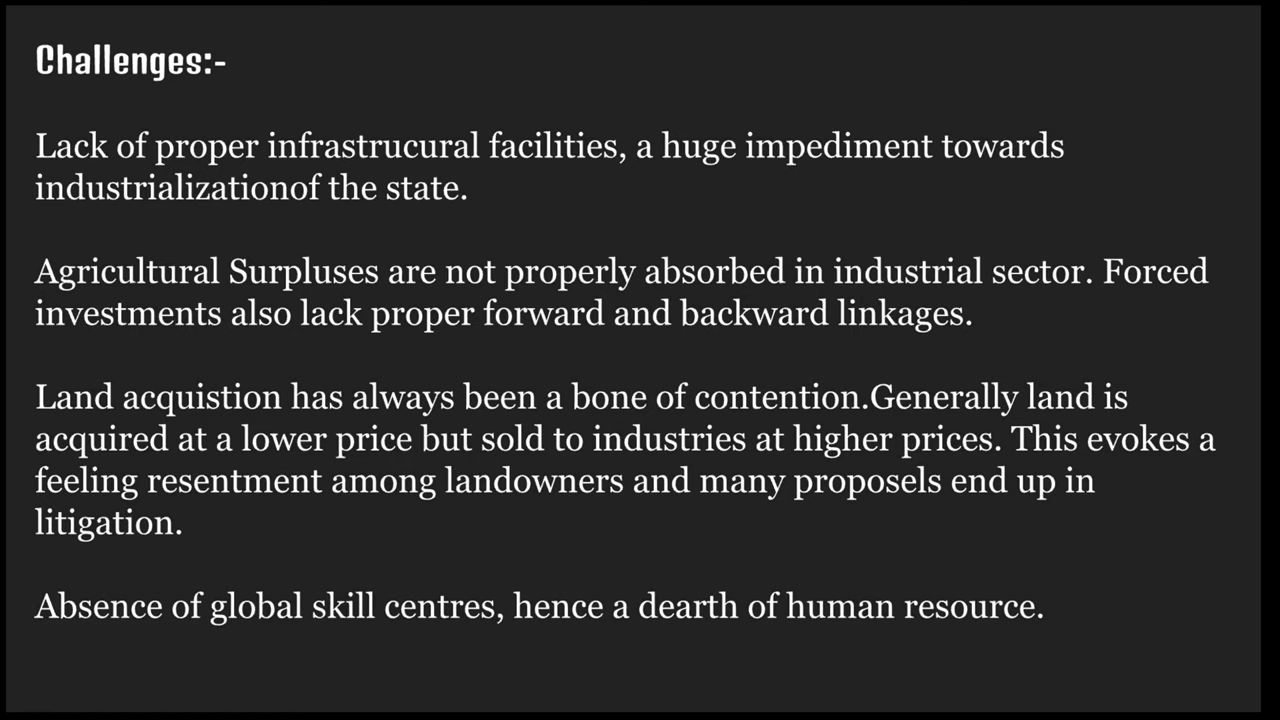 Challenges:-
Lack of proper infrastrucural facilities, a huge impediment towards
industrializationof the state.
Agricultural Surpluses are not properly absorbed in industrial sector. Forced
investments also lack proper forward and backward linkages.
Land acquistion has always been a bone of contention.Generally land is
acquired at a lower price but sold to industries at higher prices. This evokes a
feeling resentment among landowners and many proposels end up in
litigation.
Absence of global skill centres, hence a dearth of human resource.